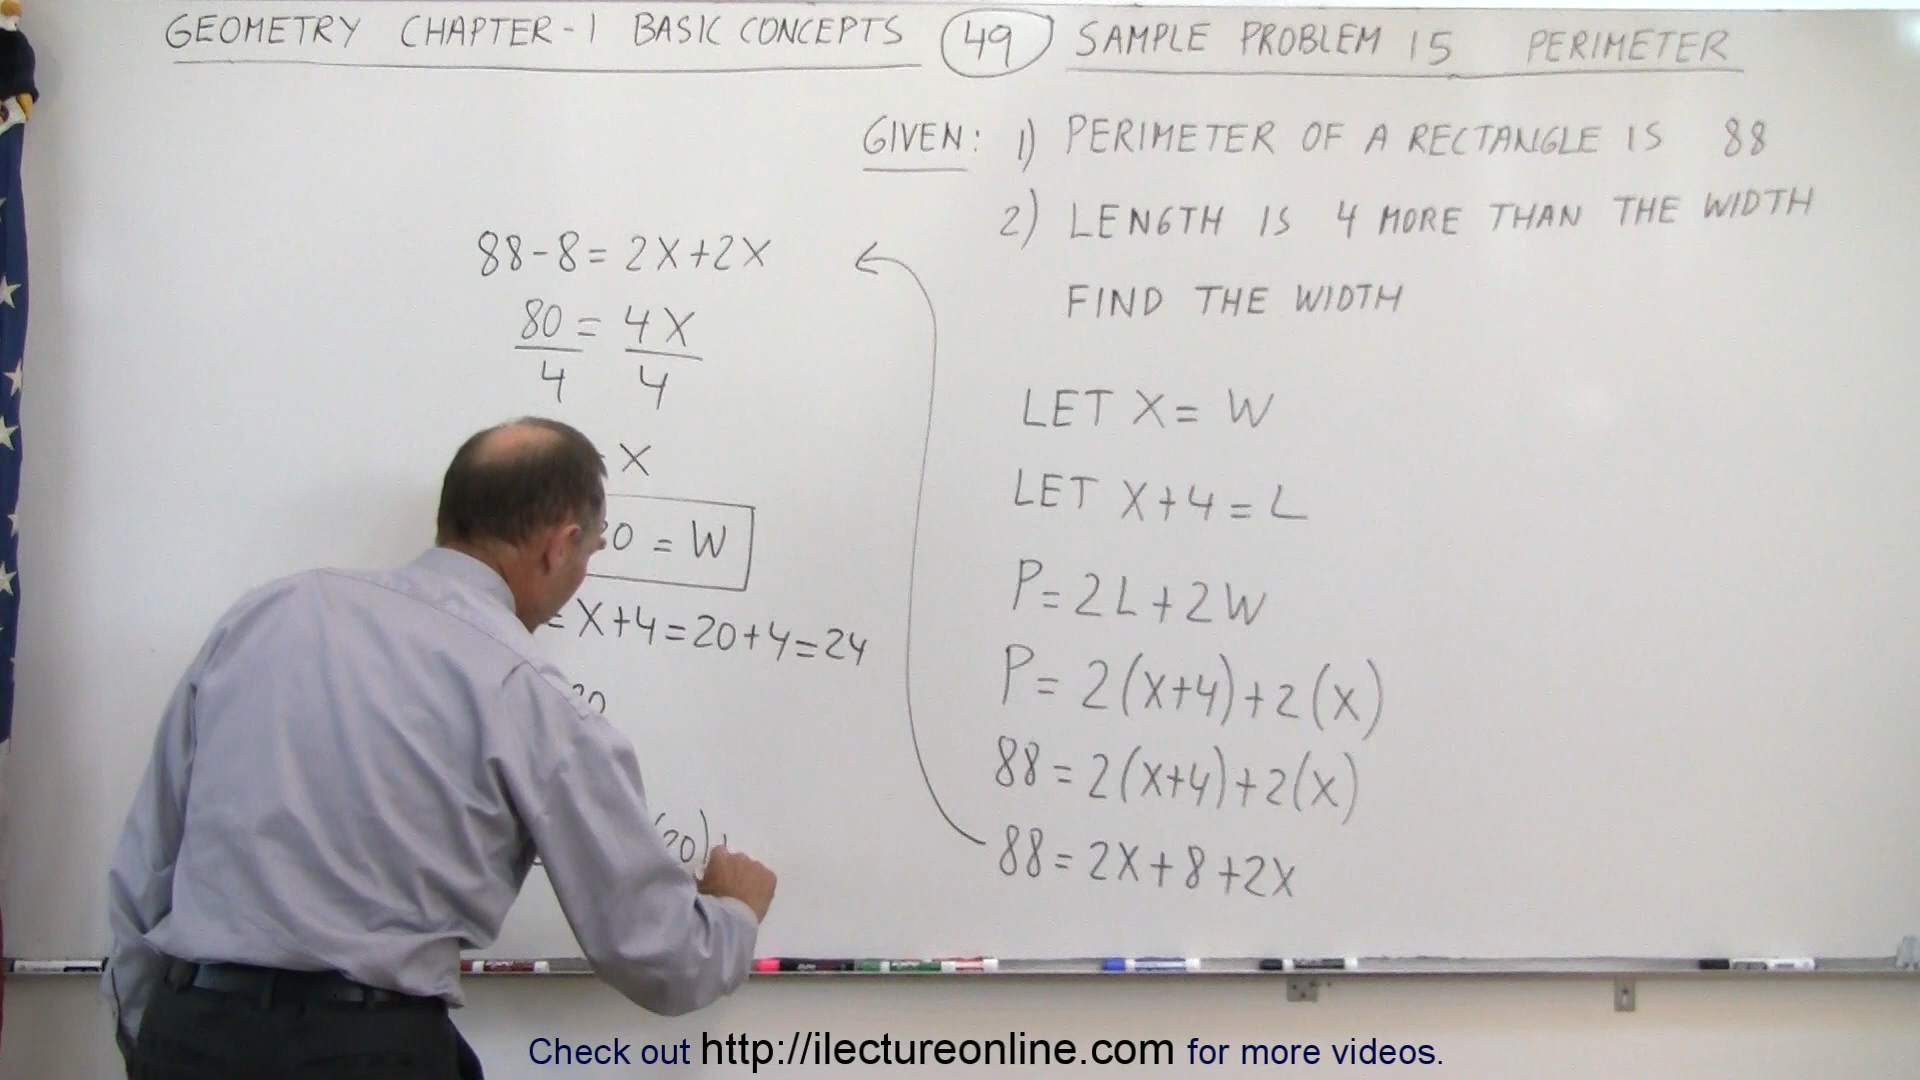 GEOMETRY CHAPTER-1 BASIC CONCEPTS 49 SAMPLE PROBLEM 15 PERIMETER
GIVEN: 1) PERIMETER OF A RECTANGLE IS 88
2) LENGTH IS 4 MORE THAN THE WIDTH
FIND THE WIDTH
LET X = W
LET X+4 = L
P = 2L+2W
P = 2(X+4)+2(X)
88 = 2(X+4)+2(X)
88 = 2X+8+2X
88-8 = 2X+2X
80 = 4X
4 4
X
20 = W
= X+4 = 20+4 = 24
20
(20)
Check out http://ilectureonline.com for more videos.